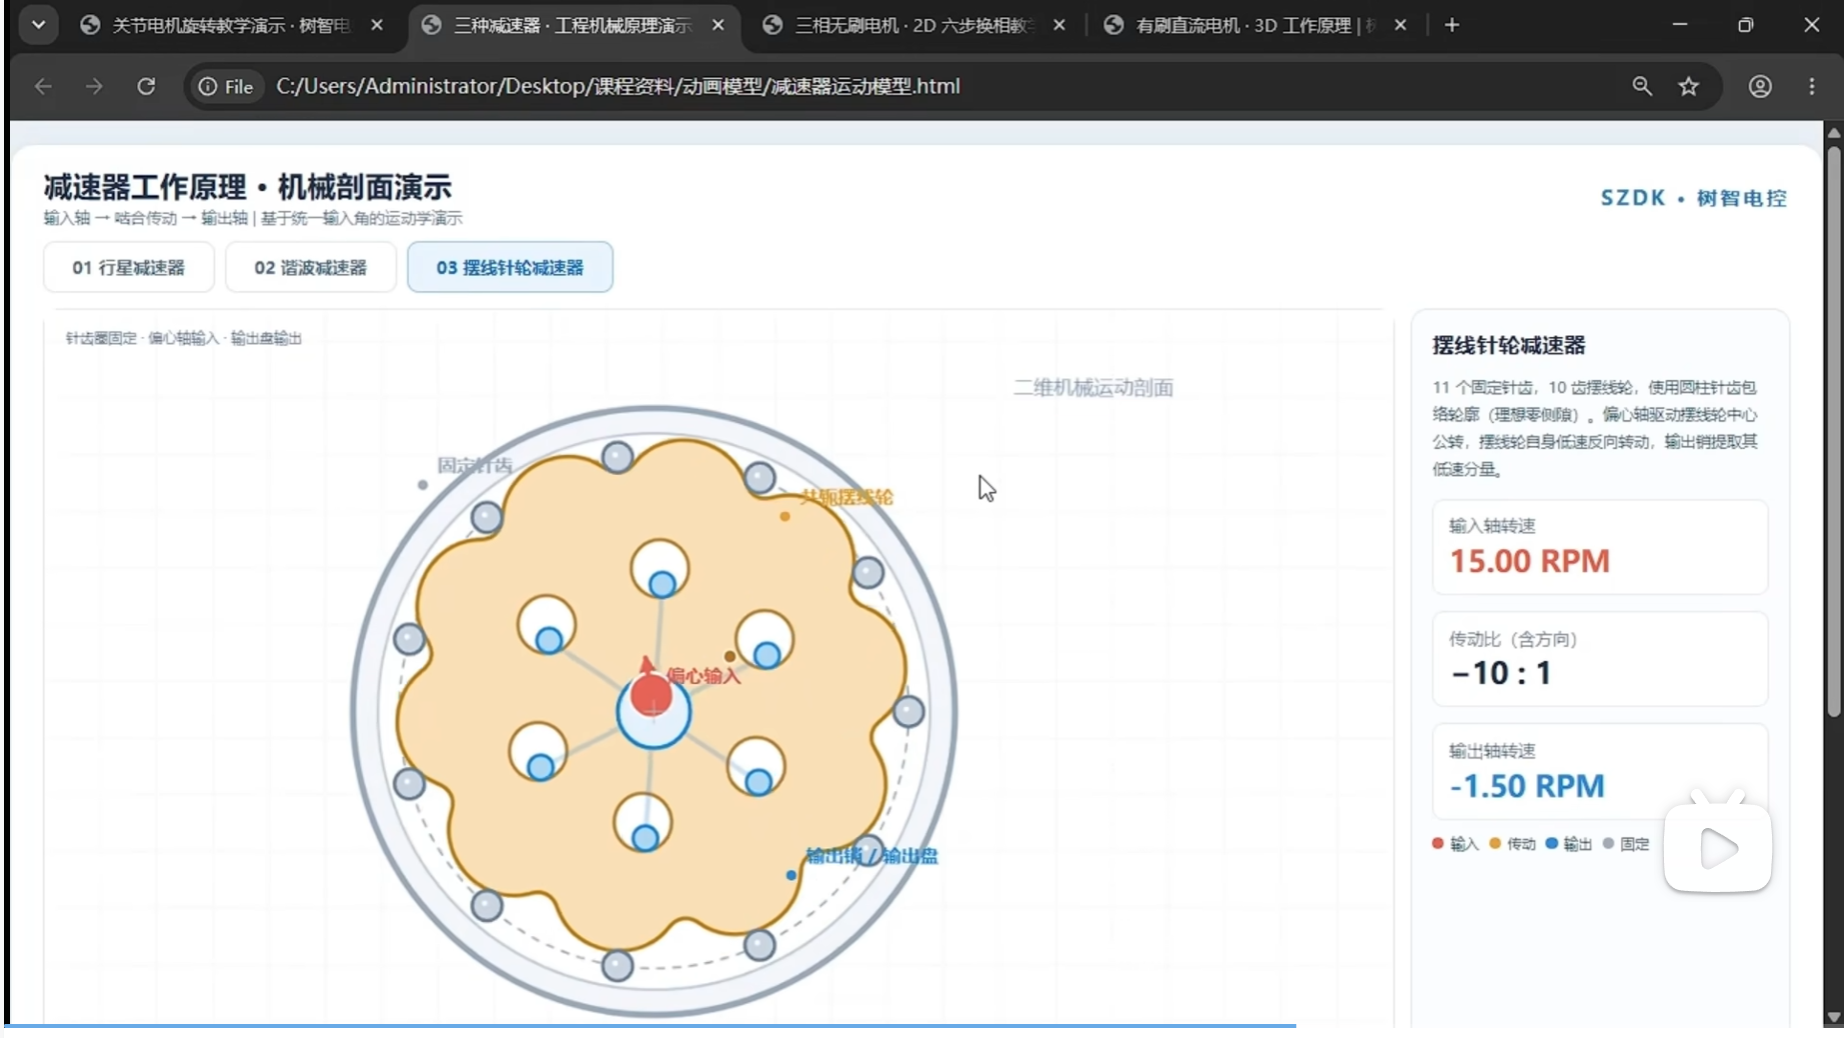 关节电机旋转教学演示 · 树智电
三种减速器 · 工程机械原理演示
三相无刷电机 · 2D 六步换相教
有刷直流电机 · 3D 工作原理 |
File
C:/Users/Administrator/Desktop/课程资料/动画模型/减速器运动模型.html
减速器工作原理 • 机械剖面演示
输入轴 → 啮合传动 → 输出轴 | 基于统一输入角的运动学演示
SZDK • 树智电控
01 行星减速器
02 谐波减速器
03 摆线针轮减速器
针齿圈固定 · 偏心轴输入 · 输出盘输出
二维机械运动剖面
固定针齿
共轭摆线轮
偏心输入
输出销 / 输出盘
摆线针轮减速器
11 个固定针齿，10 齿摆线轮，使用圆柱针齿包
络轮廓（理想零侧隙）。偏心轴驱动摆线轮中心
公转，摆线轮自身低速反向转动，输出销提取其
低速分量。
输入轴转速
15.00 RPM
传动比（含方向）
−10 : 1
输出轴转速
-1.50 RPM
输入 传动 输出 固定